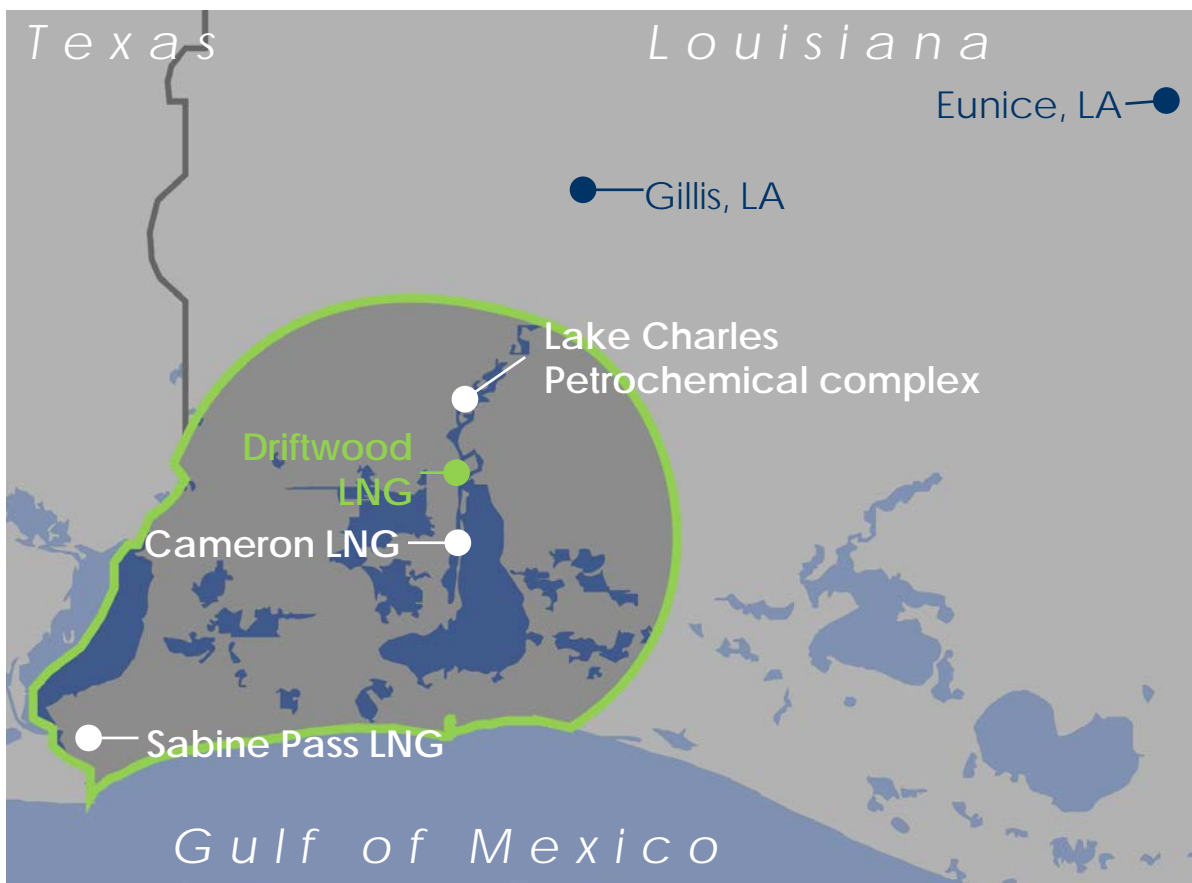 Texas
Louisiana
Eunice, LA
Gillis, LA
Lake Charles
Petrochemical complex
Driftwood
LNG
Cameron LNG
Sabine Pass LNG
Gulf of Mexico